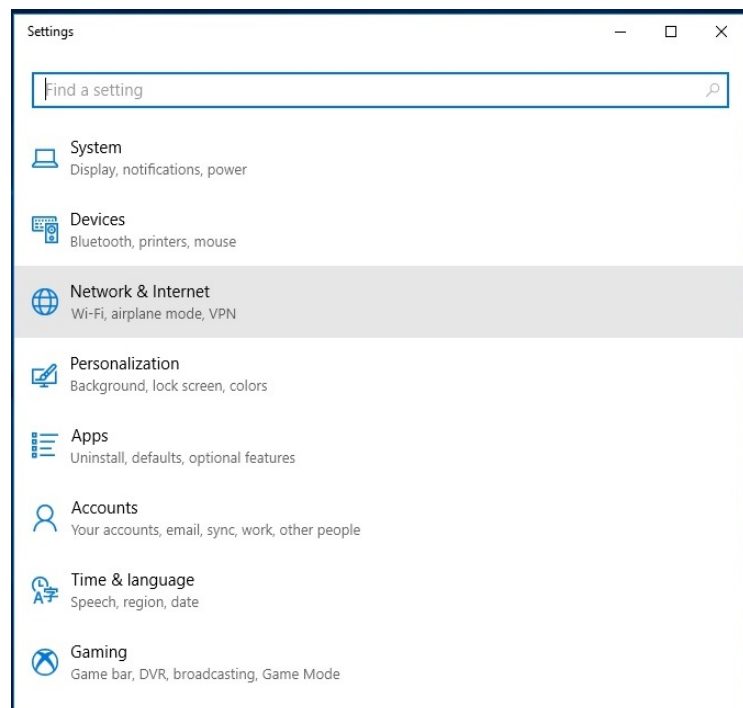 Settings
Find a setting
System
Display, notifications, power
Devices
Bluetooth, printers, mouse
Network & Internet
Wi-Fi, airplane mode, VPN
Personalization
Background, lock screen, colors
Apps
Uninstall, defaults, optional features
Accounts
Your accounts, email, sync, work, other people
Time & language
Speech, region, date
Gaming
Game bar, DVR, broadcasting, Game Mode